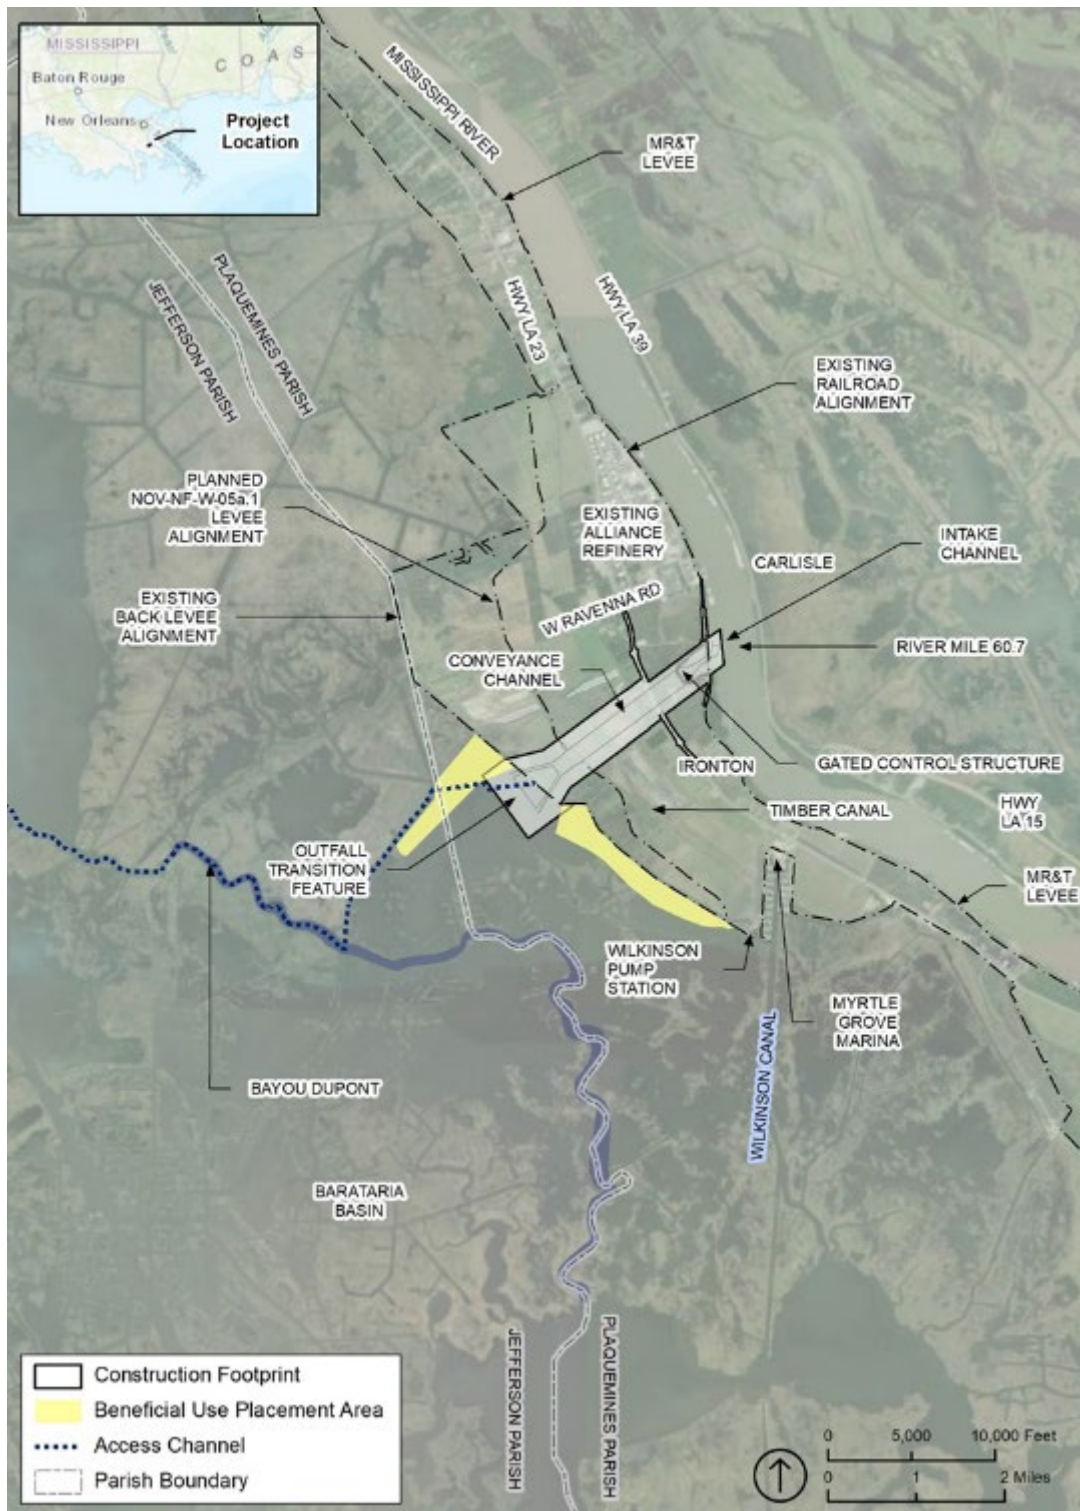 MISSISSIPPI
COAS
Baton Rouge
New Orleans
Project
Location
MISSISSIPPI RIVER
MR&T
LEVEE
PLAQUEMINES PARISH
JEFFERSON PARISH
HWY LA 23
HWY LA 39
EXISTING
RAILROAD
ALIGNMENT
PLANNED
NOV-NF-W-05a.1
LEVEE
ALIGNMENT
EXISTING
ALLIANCE
REFINERY
INTAKE
CHANNEL
CARLISLE
EXISTING
BACK LEVEE
ALIGNMENT
W RAVENNA RD
RIVER MILE 60.7
CONVEYANCE
CHANNEL
IRONTON
GATED CONTROL STRUCTURE
TIMBER CANAL
HWY
LA 15
OUTFALL
TRANSITION
FEATURE
MR&T
LEVEE
WILKINSON
PUMP
STATION
MYRTLE
GROVE
MARINA
WILKINSON CANAL
BAYOU DUPONT
BARATARIA
BASIN
JEFFERSON PARISH
PLAQUEMINES PARISH
Construction Footprint
Beneficial Use Placement Area
Access Channel
Parish Boundary
0 5,000 10,000 Feet
0 1 2 Miles